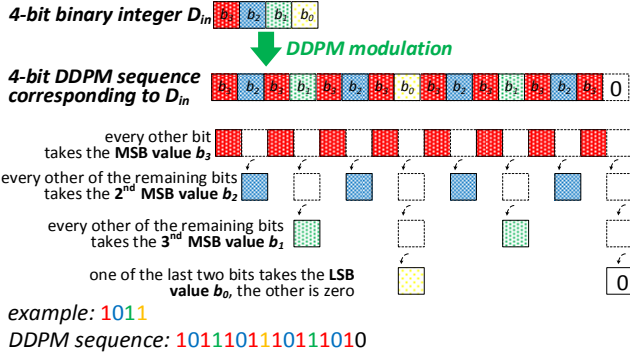 4-bit binary integer D_in
b₃ b₂ b₁ b₀
DDPM modulation
4-bit DDPM sequence
corresponding to D_in
b₃ b₂ b₃ b₁ b₃ b₂ b₃ b₀ b₃ b₂ b₃ b₁ b₃ b₂ b₃ 0
every other bit
takes the MSB value b₃
every other of the remaining bits
takes the 2ⁿᵈ MSB value b₂
every other of the remaining bits
takes the 3ⁿᵈ MSB value b₁
one of the last two bits takes the LSB
value b₀, the other is zero
0
example: 1011
DDPM sequence: 1011101110111010